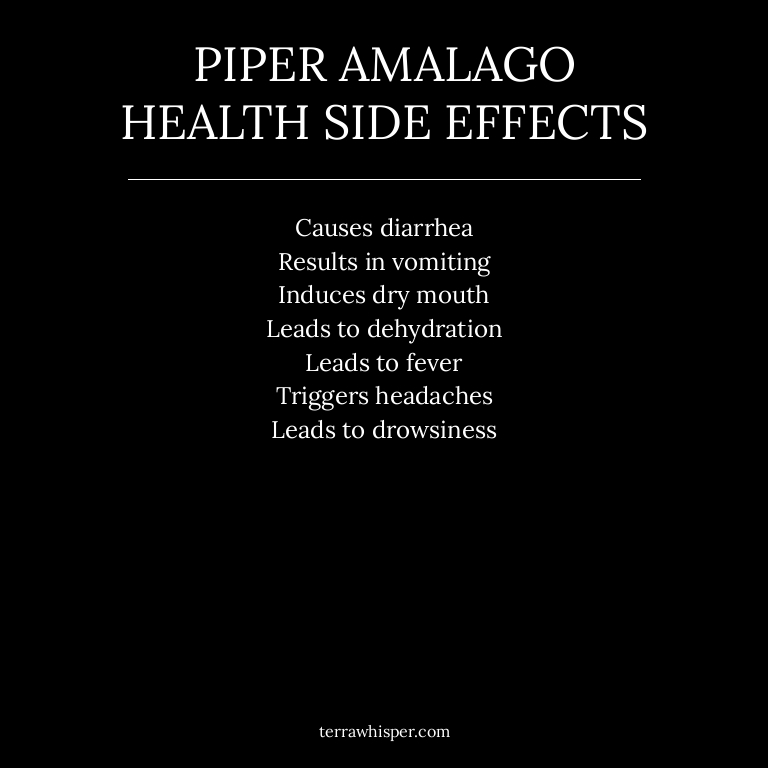 PIPER AMALAGO
HEALTH SIDE EFFECTS
Causes diarrhea
Results in vomiting
Induces dry mouth
Leads to dehydration
Leads to fever
Triggers headaches
Leads to drowsiness
terrawhisper.com